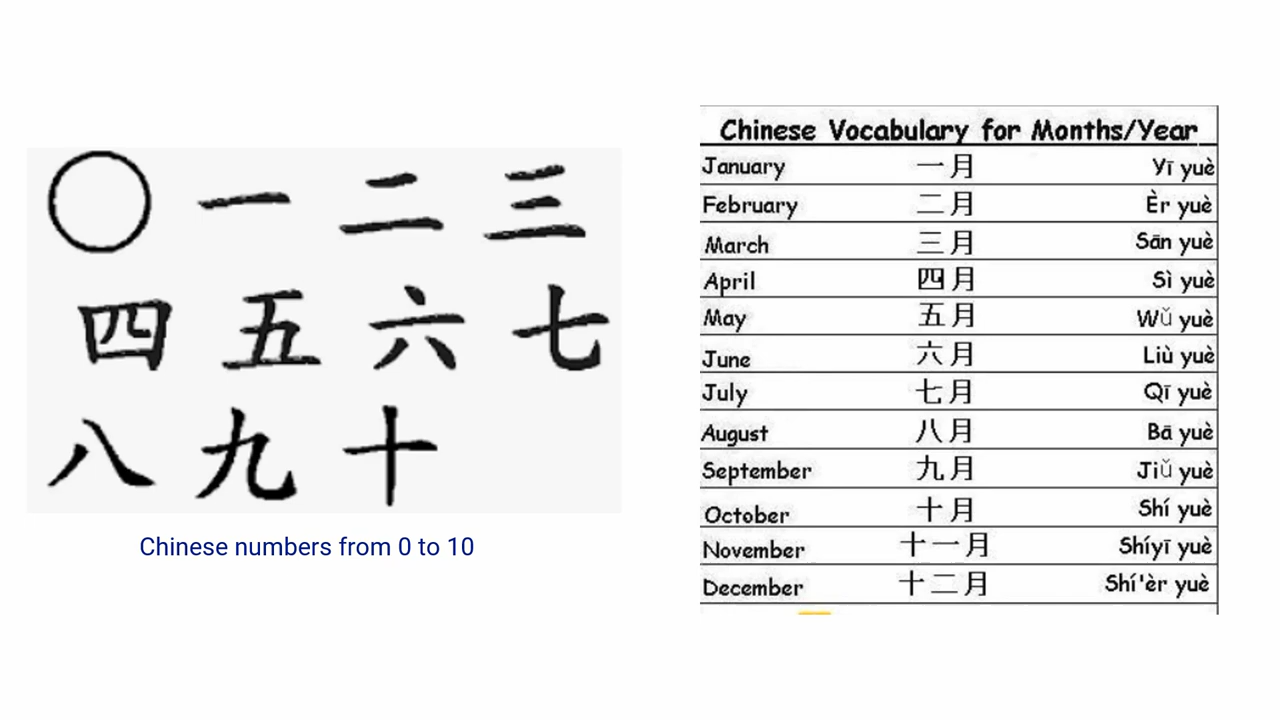 〇 一 二 三
四 五 六 七
八 九 十
Chinese numbers from 0 to 10
Chinese Vocabulary for Months/Year
January 一月 Yī yuè
February 二月 Èr yuè
March 三月 Sān yuè
April 四月 Sì yuè
May 五月 Wǔ yuè
June 六月 Liù yuè
July 七月 Qī yuè
August 八月 Bā yuè
September 九月 Jiǔ yuè
October 十月 Shí yuè
November 十一月 Shíyī yuè
December 十二月 Shí'èr yuè